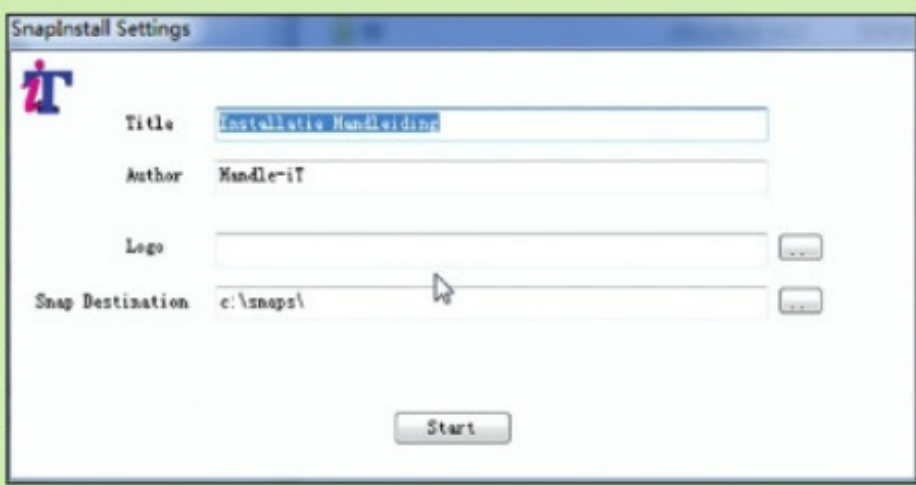 SnapInstall Settings
iT
Title Installatie Handleiding
Author Handle-iT
Logo
..
Snap Destination c:\snaps\
..
Start